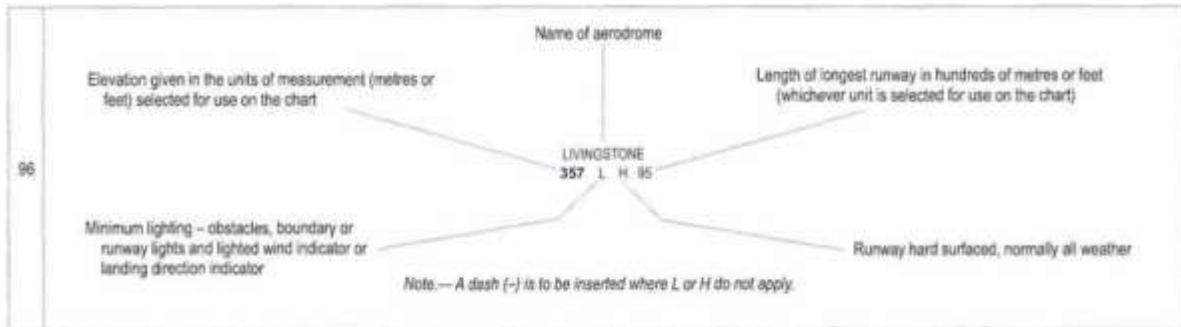 Name of aerodrome
Elevation given in the units of measurement (metres or
feet) selected for use on the chart
Length of longest runway in hundreds of metres or feet
(whichever unit is selected for use on the chart)
96
LIVINGSTONE
357 L H 95
Minimum lighting – obstacles, boundary or
runway lights and lighted wind indicator or
landing direction indicator
Runway hard surfaced, normally all weather
Note.— A dash (–) is to be inserted where L or H do not apply.